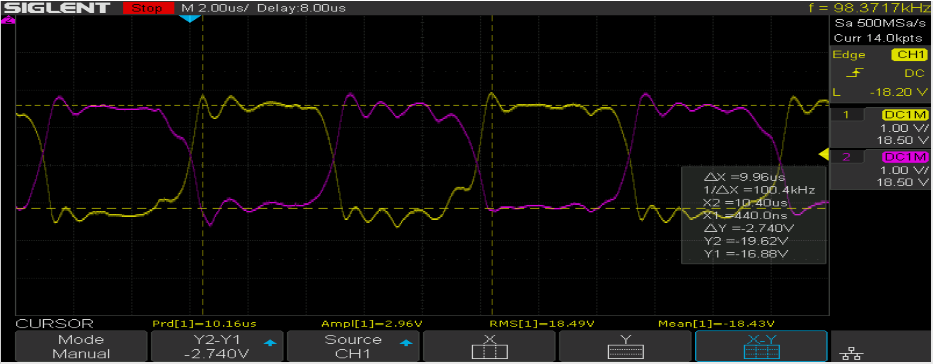 SIGLENT Stop M 2.00us/ Delay:8.00us f = 98.3717kHz
Sa 500MSa/s
Curr 14.0kpts
Edge CH1
DC
L -18.20 V
1 DC1M
1.00 V/
18.50 V
2 DC1M
1.00 V/
18.50 V
ΔX =9.96us
1/ΔX =100.4kHz
X2 =10.40us
X1=440.0ns
ΔY =-2.740V
Y2 =-19.62V
Y1 =-16.88V
CURSOR Prd[1]=10.16us Ampl[1]=2.96V RMS[1]=18.49V Mean[1]=-18.43V
Mode
Manual
Y2-Y1
-2.740V
Source
CH1
X
Y
X-Y